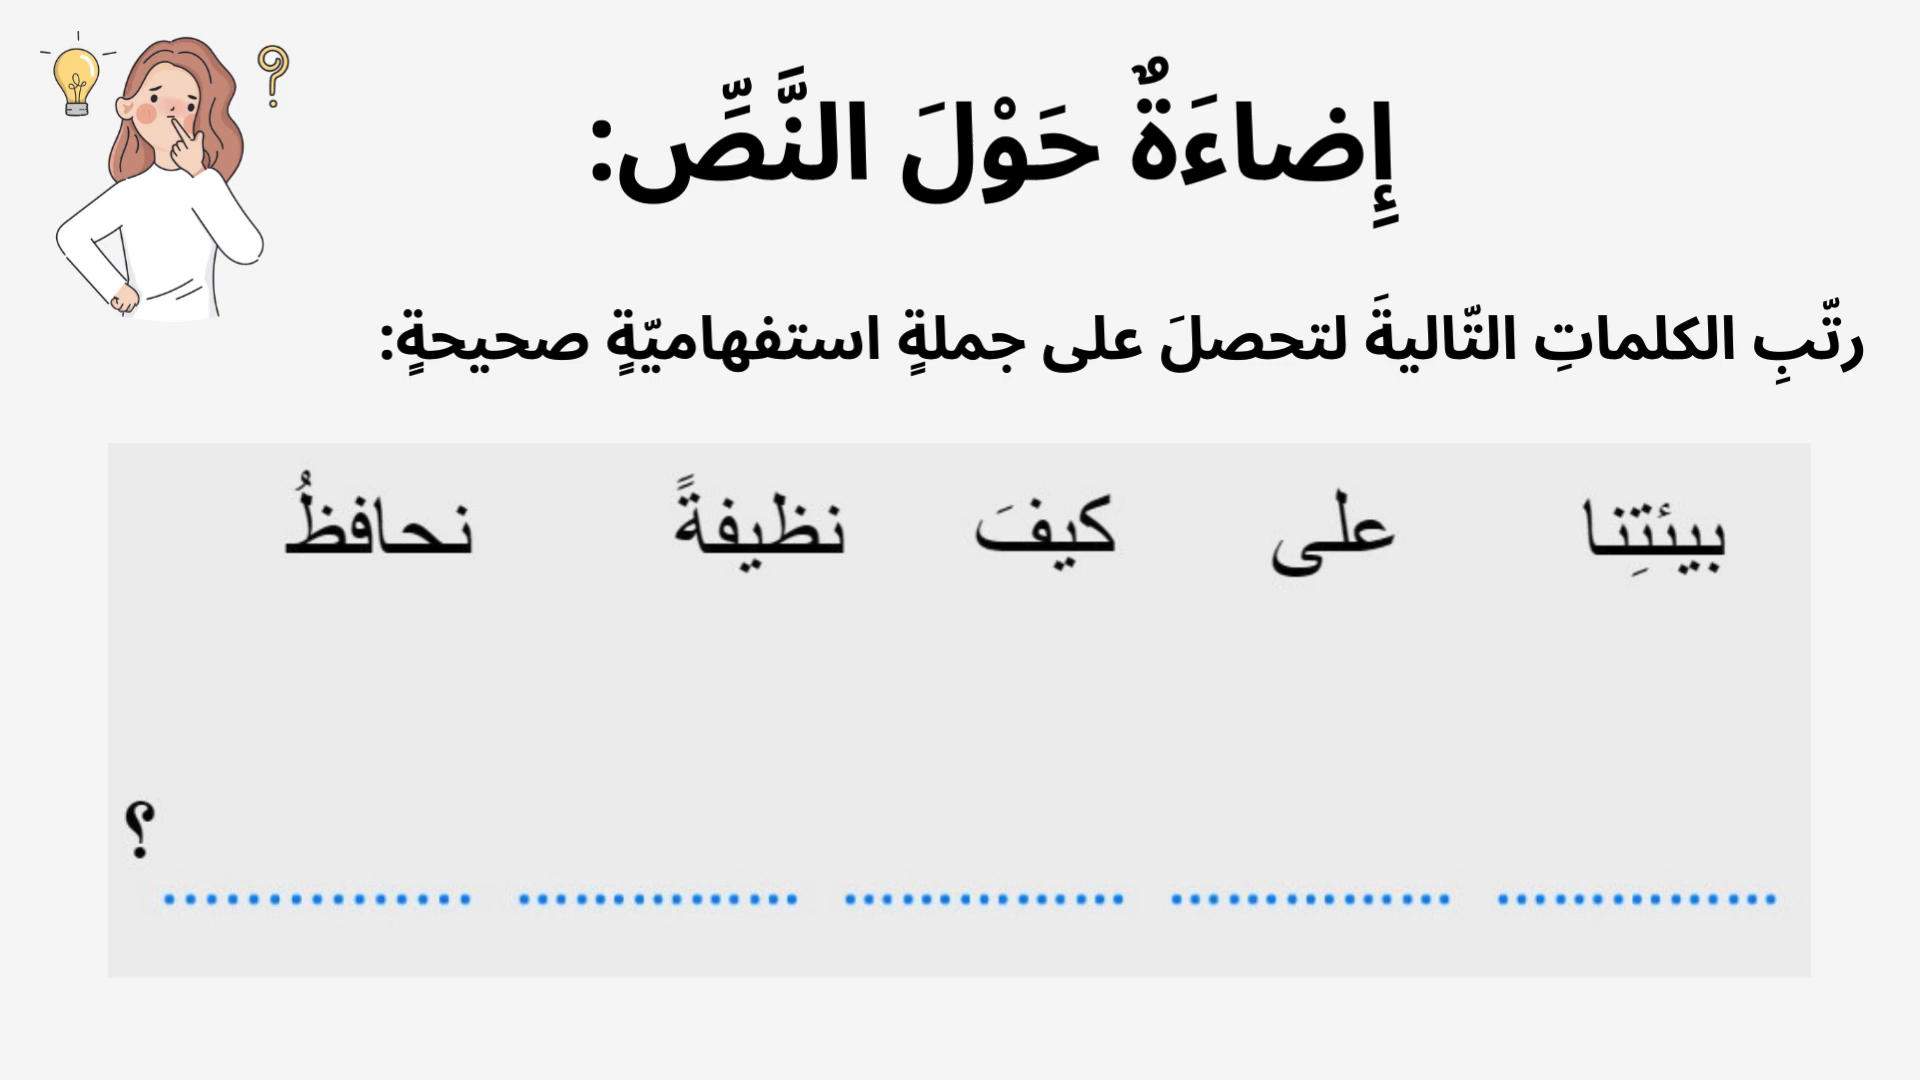 إِضاءَةٌ حَوْلَ النَّصِّ:
رتّبِ الكلماتِ التّاليةَ لتحصلَ على جملةٍ استفهاميّةٍ صحيحةٍ:
بيئتِنا على كيفَ نظيفةً نحافظُ
؟